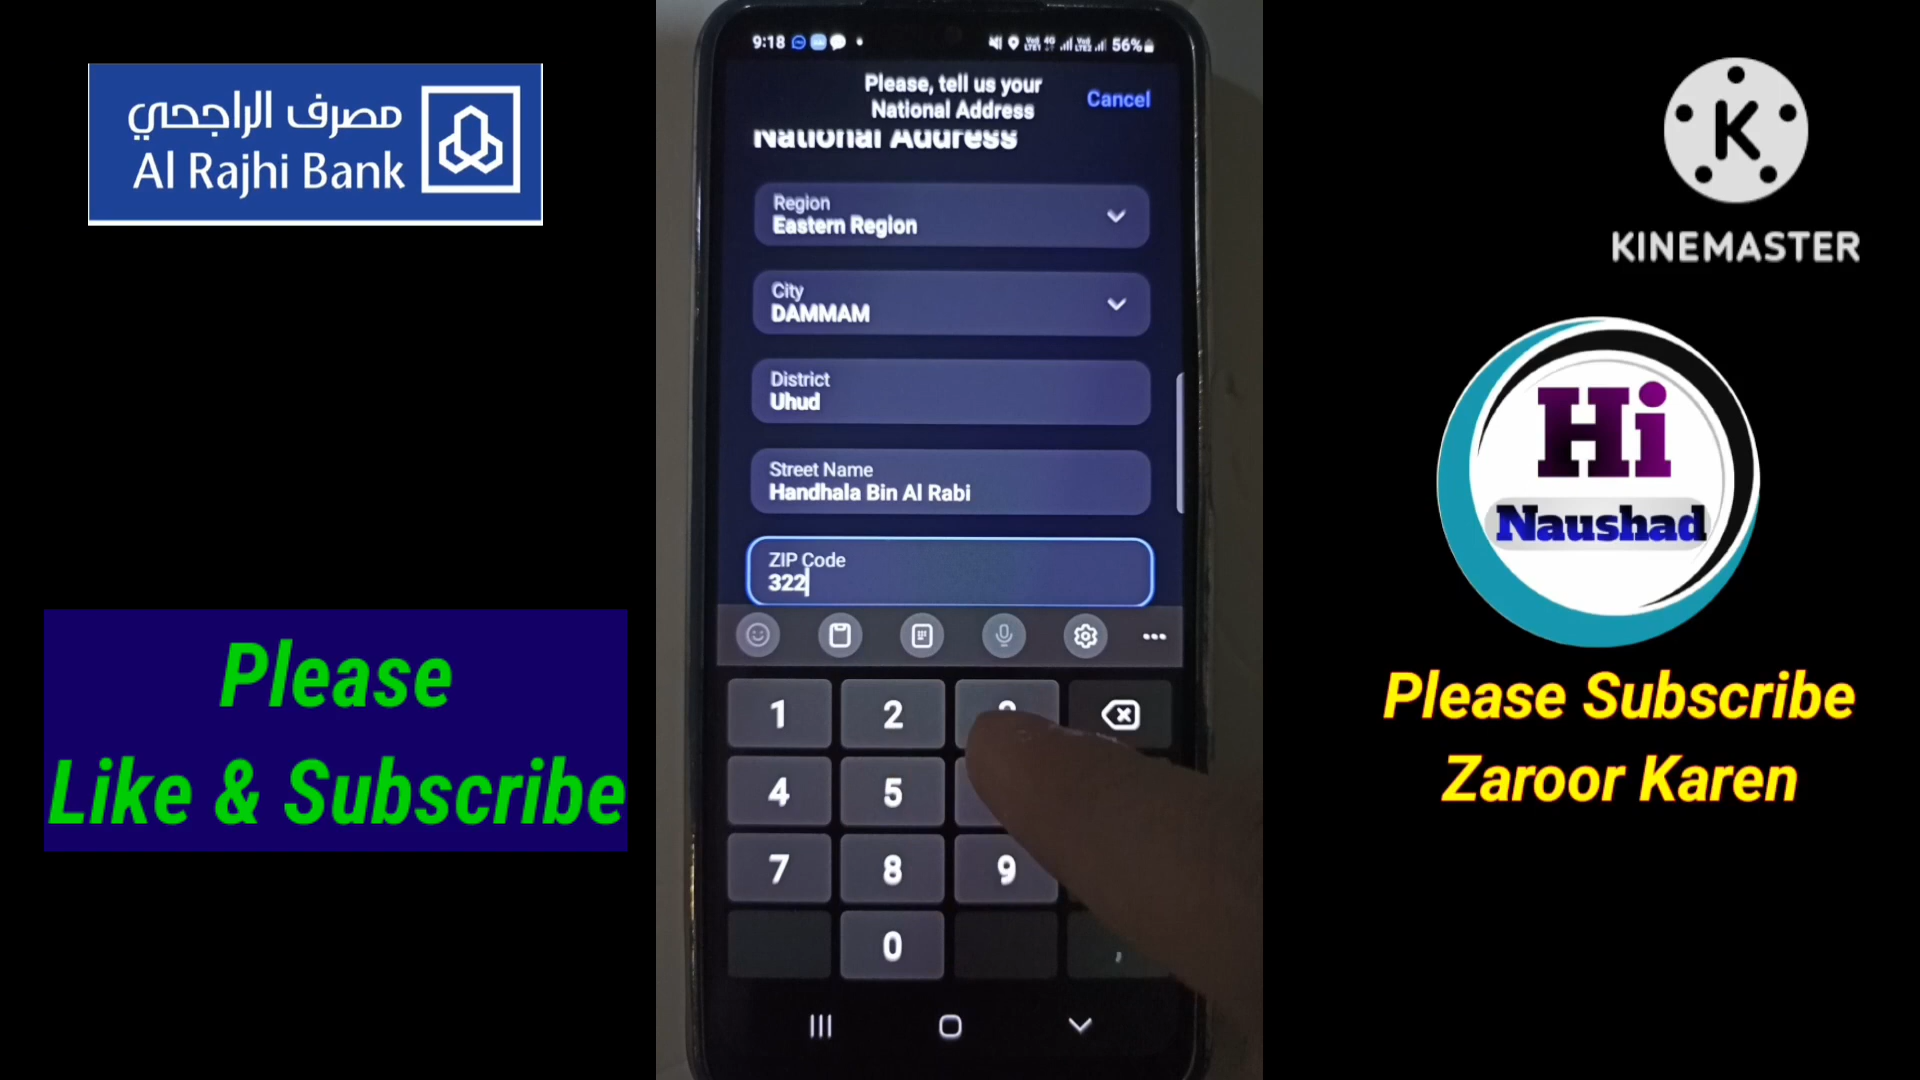 مصرف الراجحي
Al Rajhi Bank
Please
Like & Subscribe
9:18
56%
Please, tell us your
National Address
Cancel
National Address
Region
Eastern Region
City
DAMMAM
District
Uhud
Street Name
Handhala Bin Al Rabi
ZIP Code
322
1 2
4 5
7 8 9
0 ,
K
KINEMASTER
Hi
Naushad
Please Subscribe
Zaroor Karen